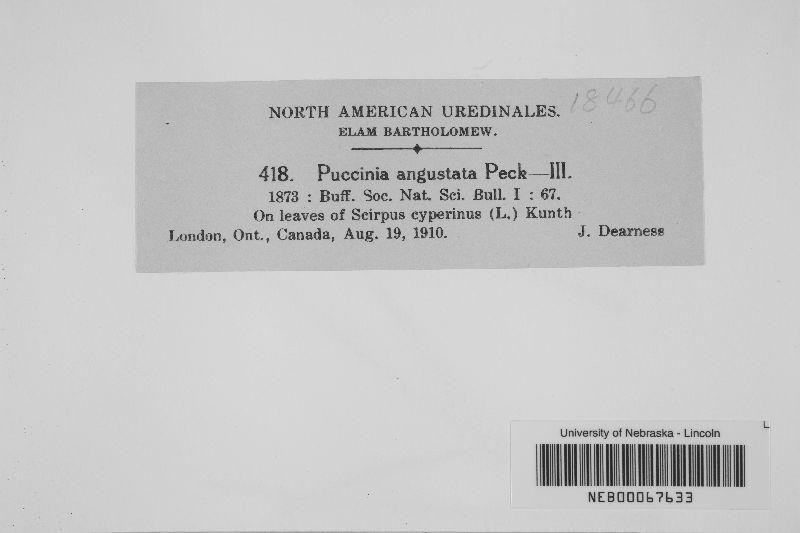 18466
NORTH AMERICAN UREDINALES.
ELAM BARTHOLOMEW.
418. Puccinia angustata Peck—III.
1873 : Buff. Soc. Nat. Sci. Bull. I : 67.
On leaves of Scirpus cyperinus (L.) Kunth
London, Ont., Canada, Aug. 19, 1910. J. Dearness
L
University of Nebraska - Lincoln
NEB00067633